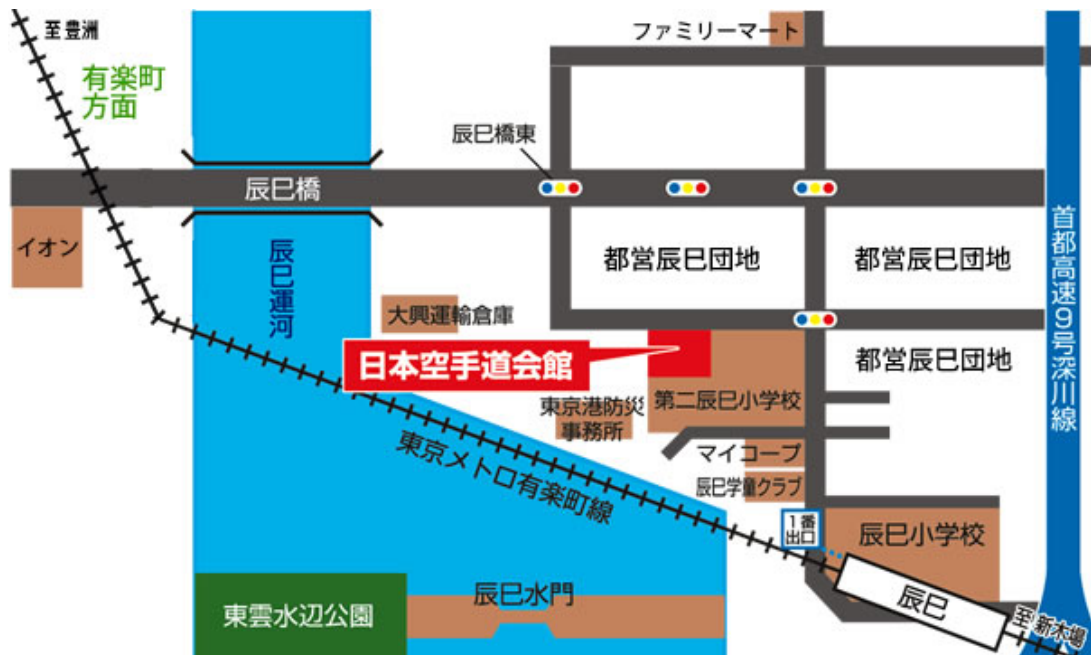 至豊洲
有楽町
方面
ファミリーマート
辰巳橋東
辰巳橋
イオン
辰巳運河
都営辰巳団地
都営辰巳団地
首都高速9号深川線
大興運輸倉庫
日本空手道会館
都営辰巳団地
東京港防災
事務所
第二辰巳小学校
マイコープ
東京メトロ有楽町線
辰巳学童クラブ
1番
出口
辰巳小学校
辰巳水門
東雲水辺公園
辰巳
至新木場